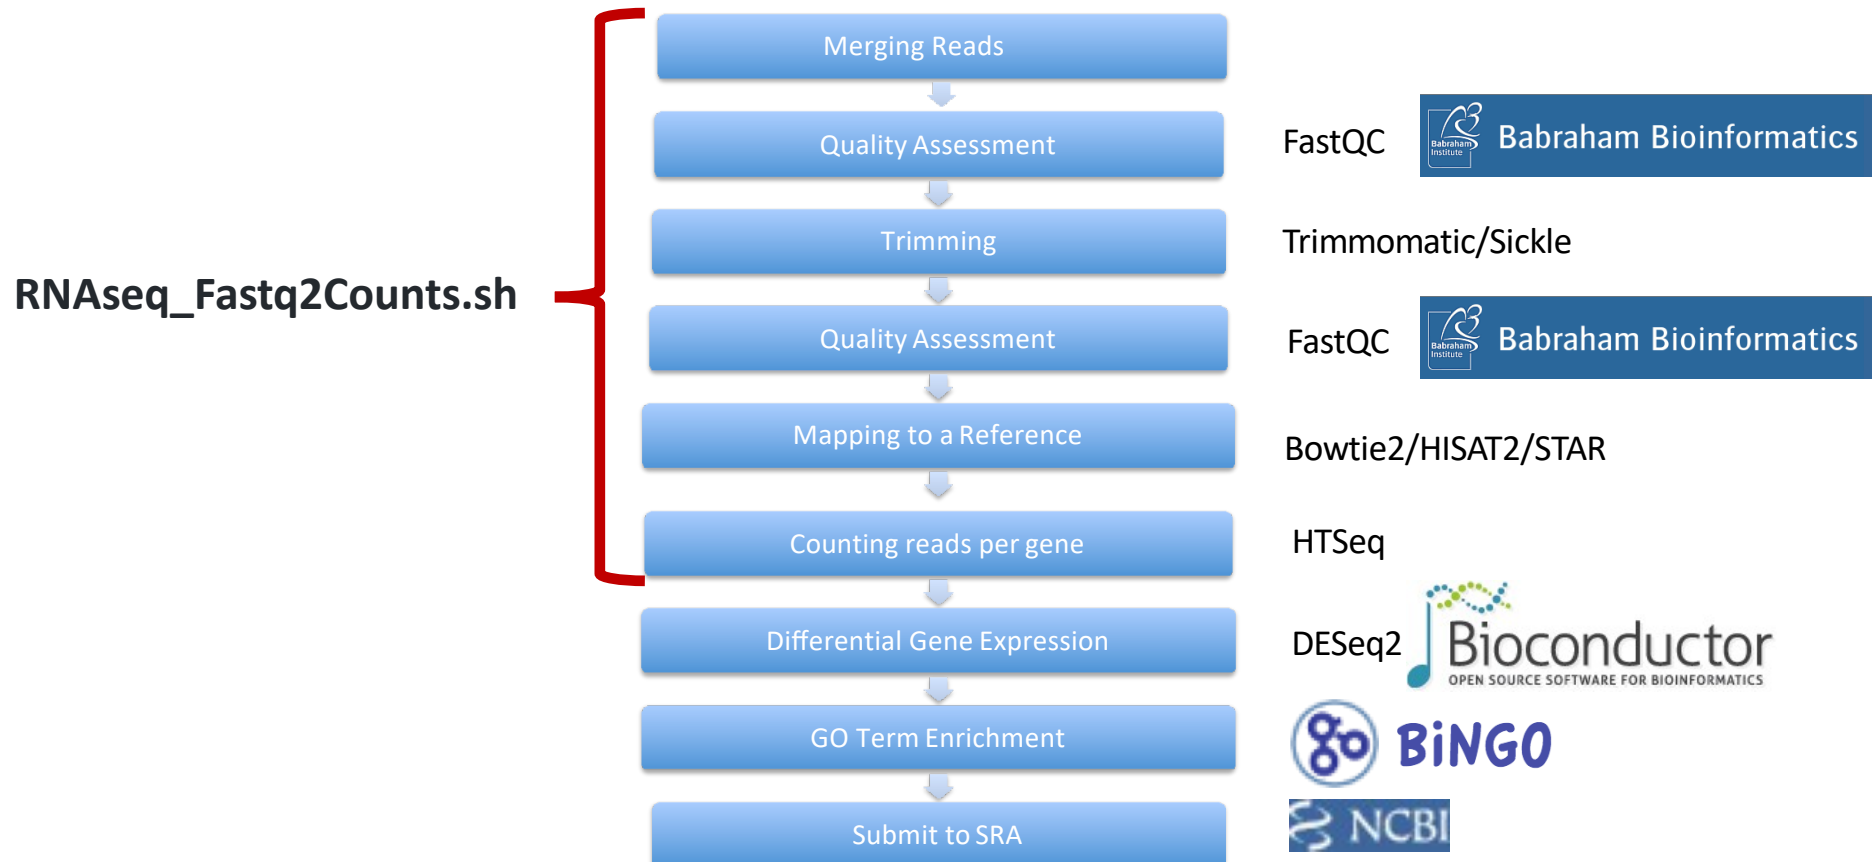 Merging Reads
Quality Assessment
FastQC
Babraham Institute
Babraham Bioinformatics
Trimming
Trimmomatic/Sickle
RNAseq_Fastq2Counts.sh
Quality Assessment
FastQC
Babraham Institute
Babraham Bioinformatics
Mapping to a Reference
Bowtie2/HISAT2/STAR
Counting reads per gene
HTSeq
Differential Gene Expression
DESeq2
Bioconductor
OPEN SOURCE SOFTWARE FOR BIOINFORMATICS
GO Term Enrichment
go
BiNGO
Submit to SRA
NCBI